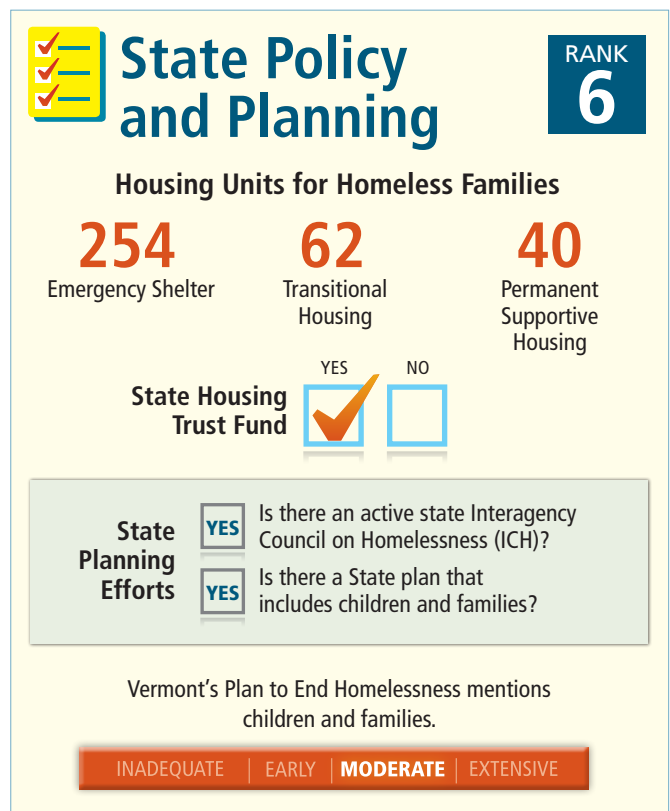 State Policy
and Planning
RANK
6
Housing Units for Homeless Families
254
Emergency Shelter
62
Transitional
Housing
40
Permanent
Supportive
Housing
State Housing
Trust Fund
YES
NO
State
Planning
Efforts
YES
Is there an active state Interagency
Council on Homelessness (ICH)?
YES
Is there a State plan that
includes children and families?
Vermont's Plan to End Homelessness mentions
children and families.
INADEQUATE | EARLY | MODERATE | EXTENSIVE